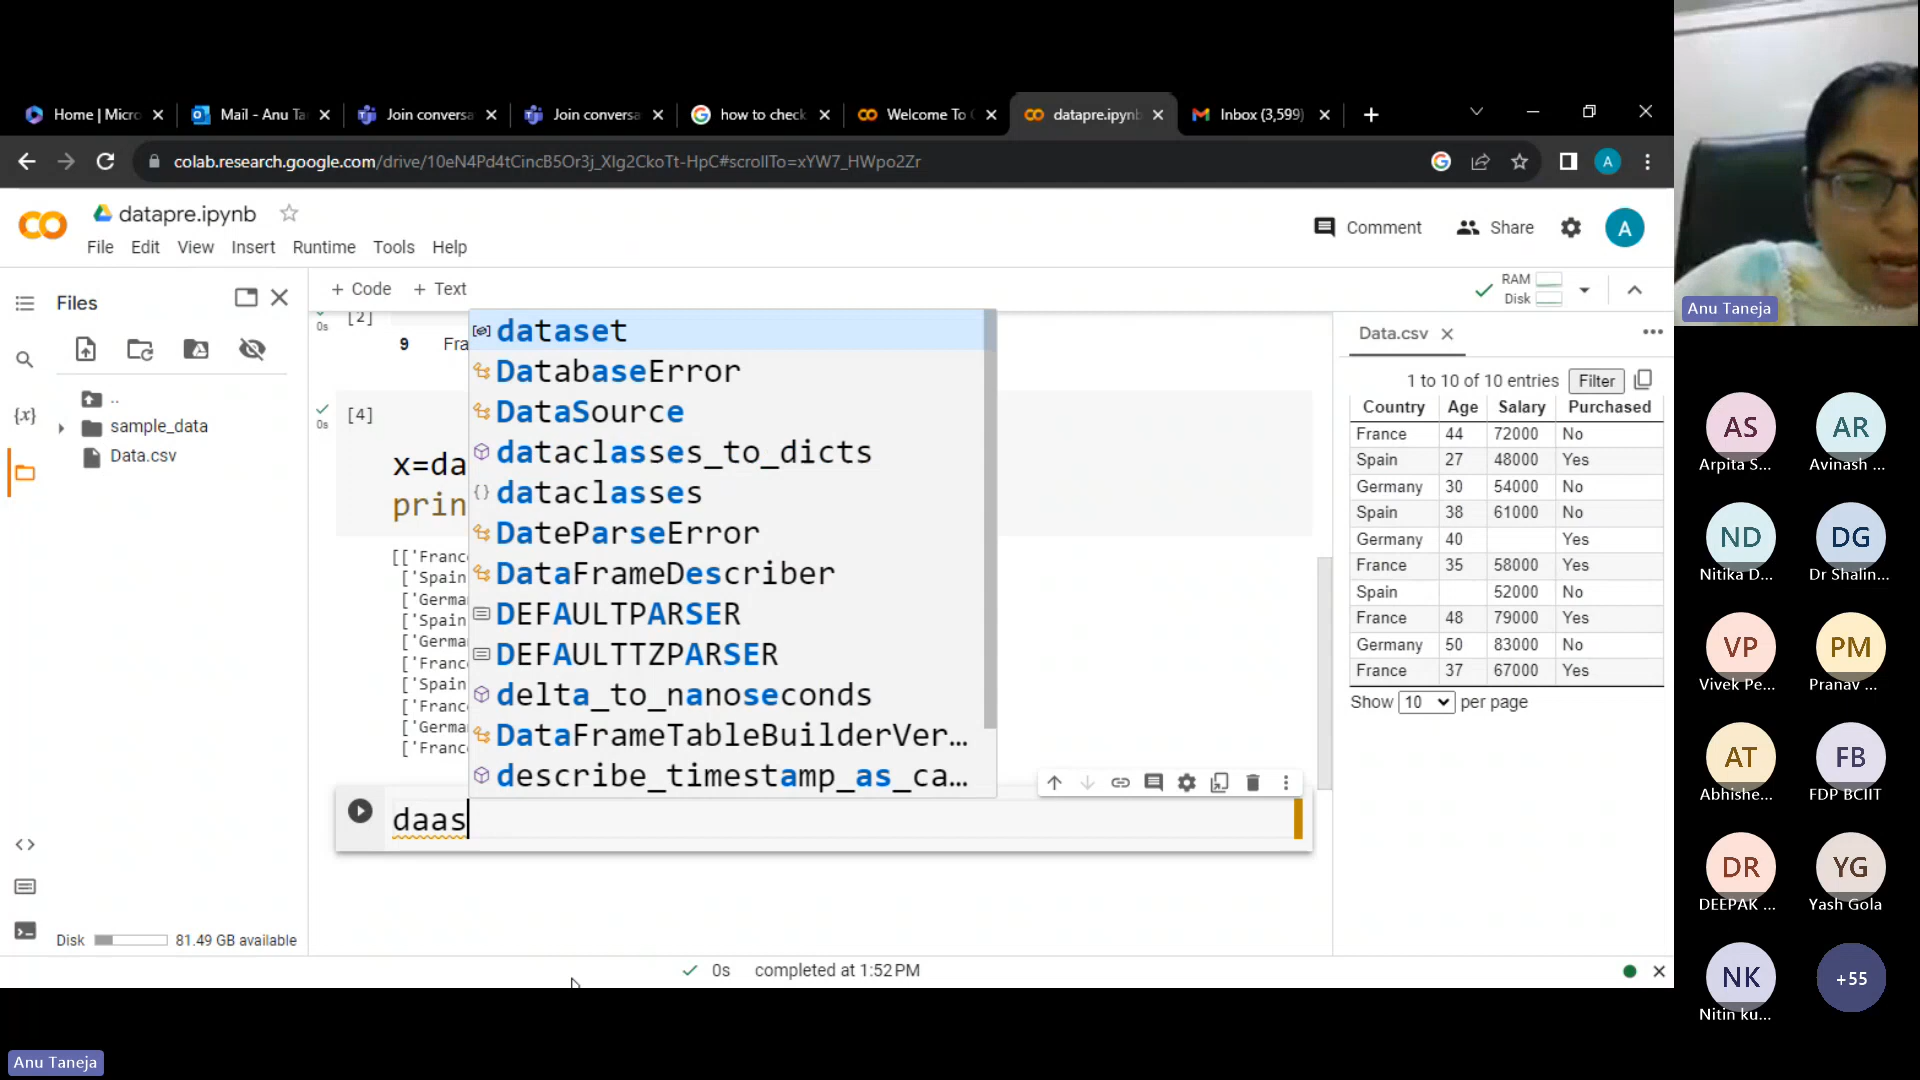 Home | Micro
Mail - Anu Ta
Join conversa
Join conversa
how to check
Welcome To C
datapre.ipynb
Inbox (3,599)
colab.research.google.com/drive/10eN4Pd4tCincB5Or3j_XIg2CkoTt-HpC#scrollTo=xYW7_HWpo2Zr
A
datapre.ipynb
File Edit View Insert Runtime Tools Help
Comment
Share
A
Files
+ Code + Text
RAM
Disk
..
sample_data
Data.csv
{x}
Disk
81.49 GB available
0s
[2]
9 Fra
0s
[4]
x=da
prin
[['France
['Spain
['Germa
['Spain
['Germa
['France
['Spain
['France
['Germa
['France
dataset
DatabaseError
DataSource
dataclasses_to_dicts
dataclasses
DateParseError
DataFrameDescriber
DEFAULTPARSER
DEFAULTTZPARSER
delta_to_nanoseconds
DataFrameTableBuilderVer...
describe_timestamp_as_ca...
daas
0s completed at 1:52 PM
Data.csv
1 to 10 of 10 entries Filter
Country Age Salary Purchased
France 44 72000 No
Spain 27 48000 Yes
Germany 30 54000 No
Spain 38 61000 No
Germany 40 Yes
France 35 58000 Yes
Spain 52000 No
France 48 79000 Yes
Germany 50 83000 No
France 37 67000 Yes
Show 10 per page
Anu Taneja
AS
Arpita S...
AR
Avinash ...
ND
Nitika D...
DG
Dr Shalin...
VP
Vivek Pe...
PM
Pranav ...
AT
Abhishe...
FB
FDP BCIIT
DR
DEEPAK ...
YG
Yash Gola
NK
Nitin ku...
+55
Anu Taneja